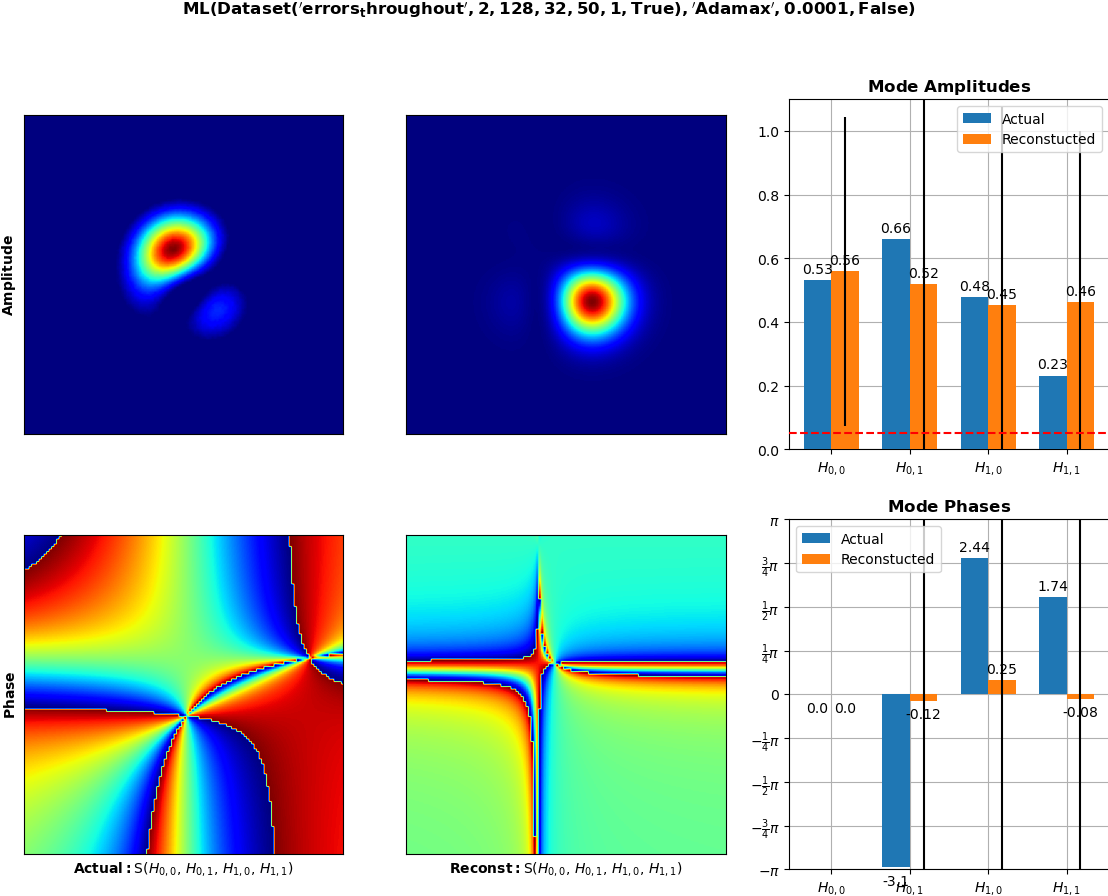 ML(Dataset('errors_throughout', 2, 128, 32, 50, 1, True), 'Adamax', 0.0001, False)
Amplitude
Mode Amplitudes
Actual
Reconstucted
1.0
0.8
0.6
0.4
0.2
0.0
0.53
0.56
0.66
0.52
0.48
0.45
0.23
0.46
H0,0
H0,1
H1,0
H1,1
Phase
Actual: S(H0,0, H0,1, H1,0, H1,1)
Reconst: S(H0,0, H0,1, H1,0, H1,1)
Mode Phases
Actual
Reconstucted
π
3/4π
1/2π
1/4π
0
−1/4π
−1/2π
−3/4π
−π
0.0
0.0
-3.1
-0.12
2.44
0.25
1.74
-0.08
H0,0
H0,1
H1,0
H1,1